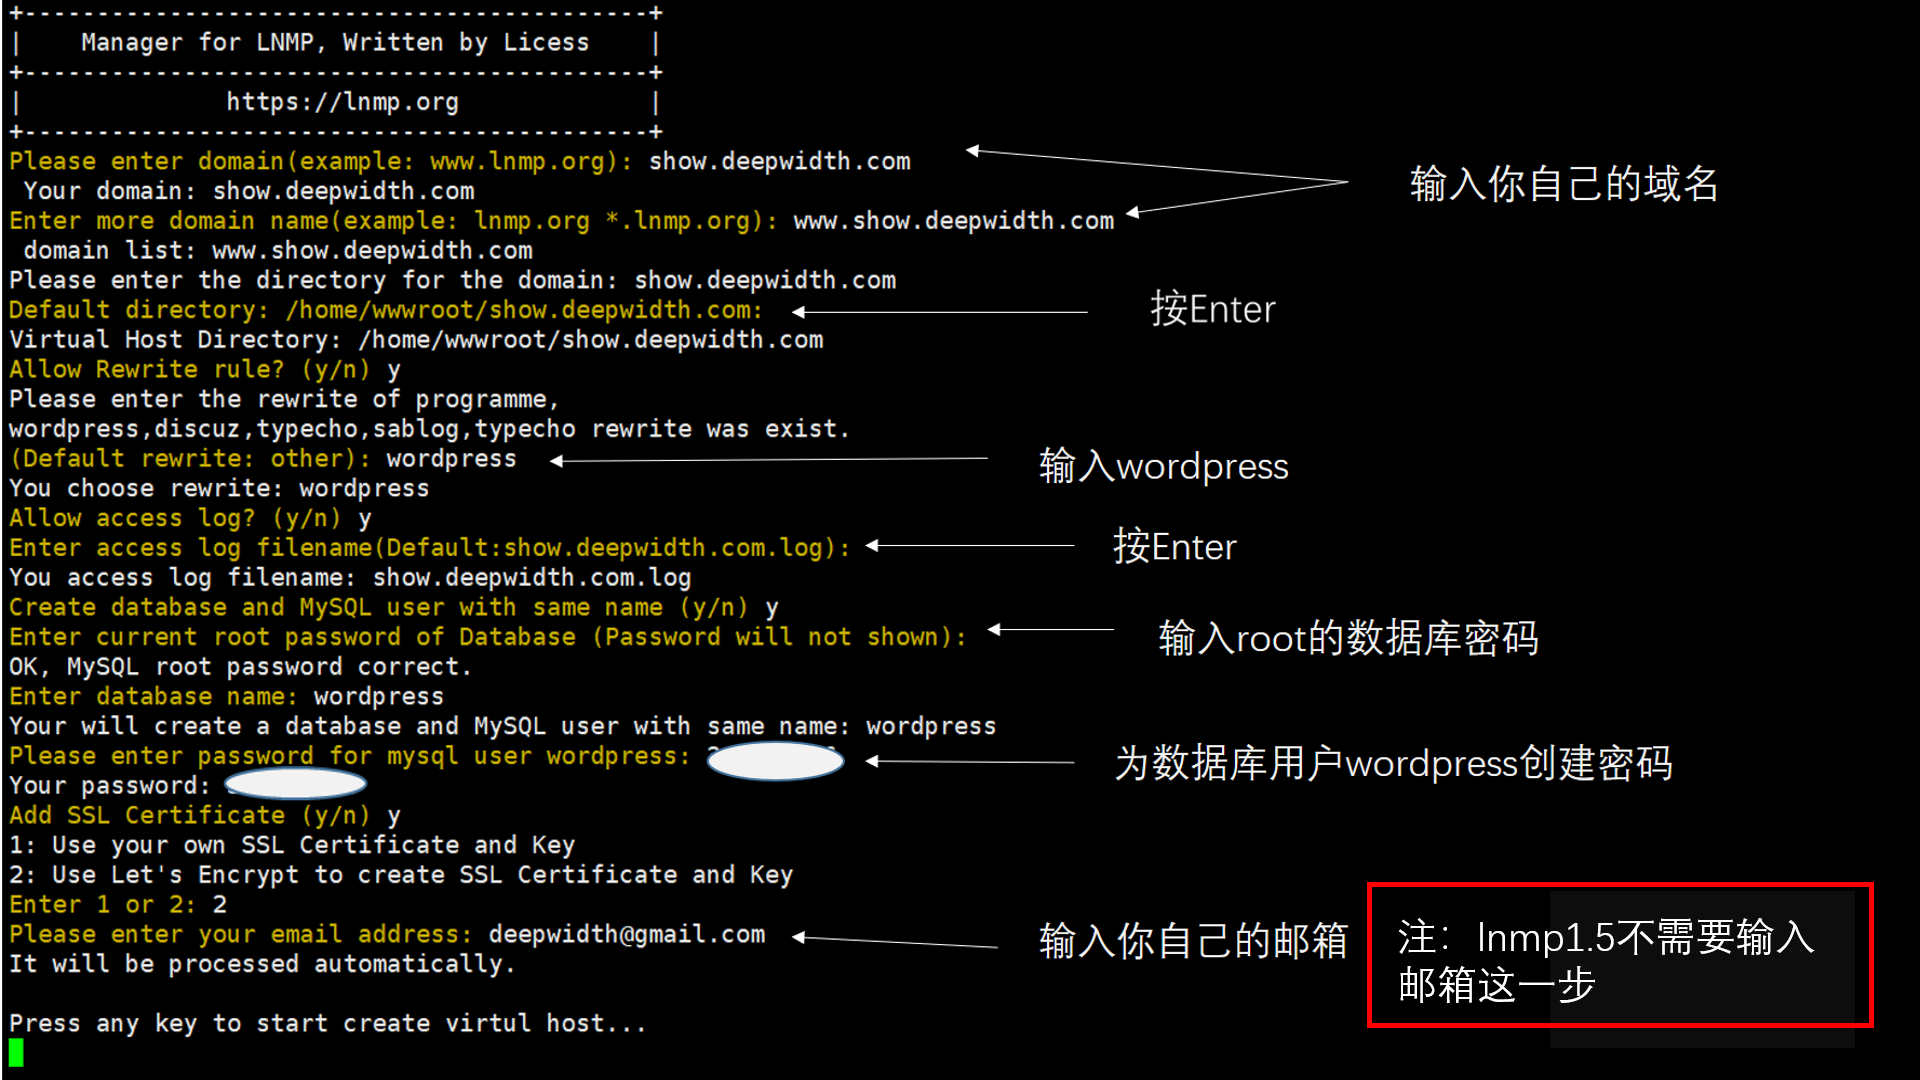 +-------------------------------------------+
|    Manager for LNMP, Written by Licess    |
+-------------------------------------------+
|              https://lnmp.org             |
+-------------------------------------------+
Please enter domain(example: www.lnmp.org): show.deepwidth.com
Your domain: show.deepwidth.com
输入你自己的域名
Enter more domain name(example: lnmp.org *.lnmp.org): www.show.deepwidth.com
domain list: www.show.deepwidth.com
Please enter the directory for the domain: show.deepwidth.com
Default directory: /home/wwwroot/show.deepwidth.com:
按Enter
Virtual Host Directory: /home/wwwroot/show.deepwidth.com
Allow Rewrite rule? (y/n) y
Please enter the rewrite of programme,
wordpress,discuz,typecho,sablog,typecho rewrite was exist.
(Default rewrite: other): wordpress
输入wordpress
You choose rewrite: wordpress
Allow access log? (y/n) y
Enter access log filename(Default:show.deepwidth.com.log):
按Enter
You access log filename: show.deepwidth.com.log
Create database and MySQL user with same name (y/n) y
Enter current root password of Database (Password will not shown):
输入root的数据库密码
OK, MySQL root password correct.
Enter database name: wordpress
Your will create a database and MySQL user with same name: wordpress
Please enter password for mysql user wordpress:
为数据库用户wordpress创建密码
Your password:
Add SSL Certificate (y/n) y
1: Use your own SSL Certificate and Key
2: Use Let's Encrypt to create SSL Certificate and Key
Enter 1 or 2: 2
Please enter your email address: deepwidth@gmail.com
输入你自己的邮箱
注：lnmp1.5不需要输入
邮箱这一步
It will be processed automatically.
Press any key to start create virtul host...